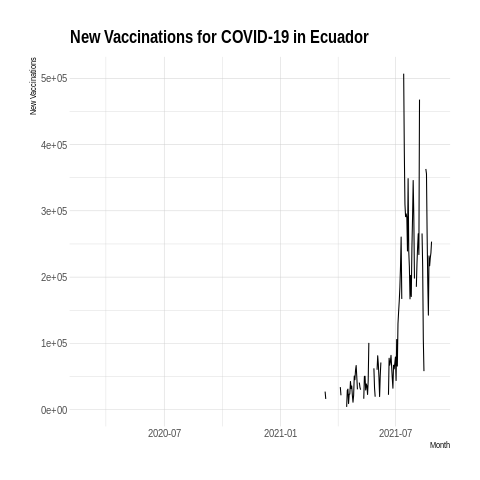 New Vaccinations for COVID-19 in Ecuador
New Vaccinations
5e+05
4e+05
3e+05
2e+05
1e+05
0e+00
2020-07
2021-01
2021-07
Month